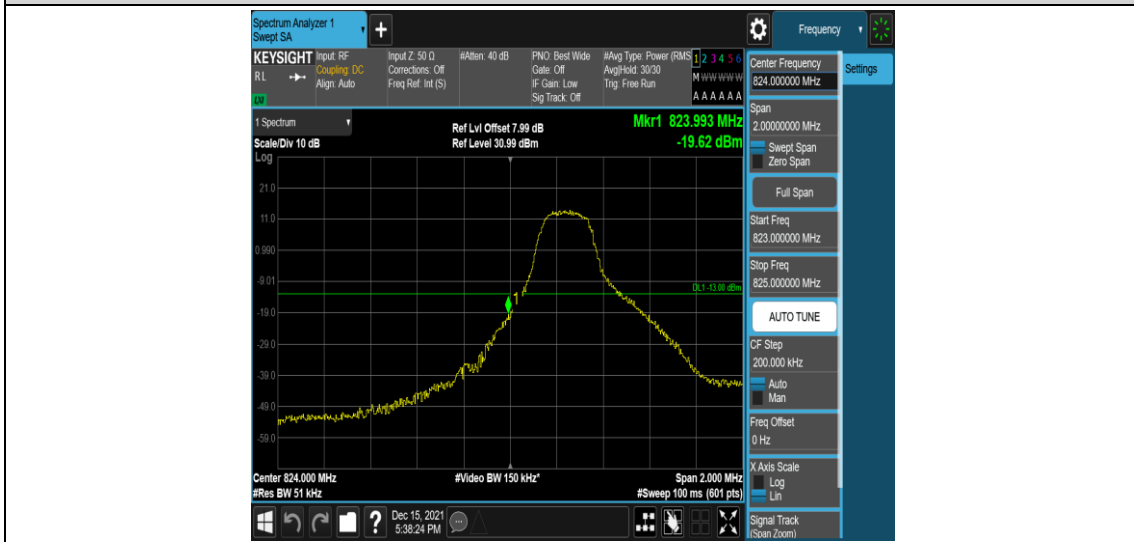 Spectrum Analyzer 1
Swept SA
+
Frequency
KEYSIGHT
Input: RF
Input Z: 50 Ω
#Atten: 40 dB
PNO: Best Wide
#Avg Type: Power (RMS
1 2 3 4 5 6
RL
Coupling: DC
Corrections: Off
Gate: Off
Avg|Hold: 30/30
M W W W W W
Align: Auto
Freq Ref: Int (S)
IF Gain: Low
Trig: Free Run
Sig Track: Off
A A A A A A
LXI
1 Spectrum
Ref Lvl Offset 7.99 dB
Mkr1 823.993 MHz
Scale/Div 10 dB
Ref Level 30.99 dBm
-19.62 dBm
Log
21.0
11.0
0.990
-9.01
DL1 -13.00 dBm
1
-19.0
-29.0
-39.0
-49.0
-59.0
Center 824.000 MHz
#Video BW 150 kHz*
Span 2.000 MHz
#Res BW 51 kHz
#Sweep 100 ms (601 pts)
Center Frequency
824.000000 MHz
Settings
Span
2.00000000 MHz
Swept Span
Zero Span
Full Span
Start Freq
823.000000 MHz
Stop Freq
825.000000 MHz
AUTO TUNE
CF Step
200.000 kHz
Auto
Man
Freq Offset
0 Hz
X Axis Scale
Log
Lin
Signal Track
(Span Zoom)
?
Dec 15, 2021
5:38:24 PM